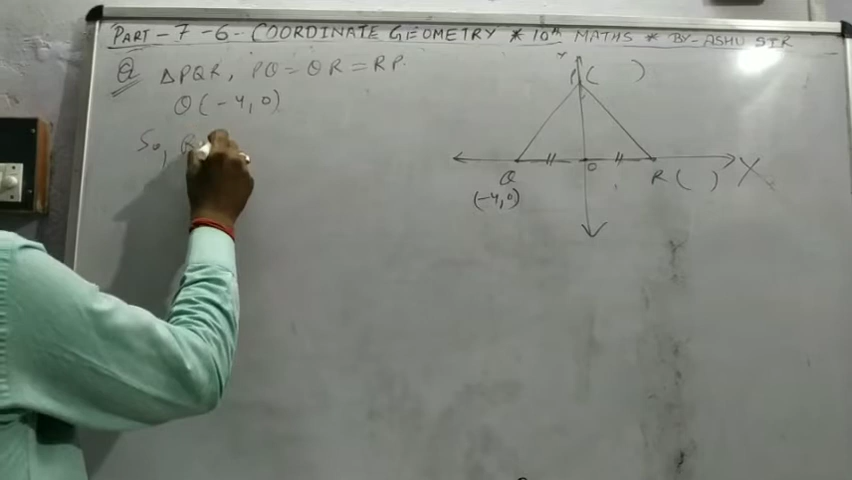 PART-7-6- COORDINATE GEOMETRY * 10th MATHS * BY-ASHU SIR
Q ΔPQR, PQ = QR = RP.
Q(-4,0)
So, R
( )
Q
O
R ( )
X
(-4,0)